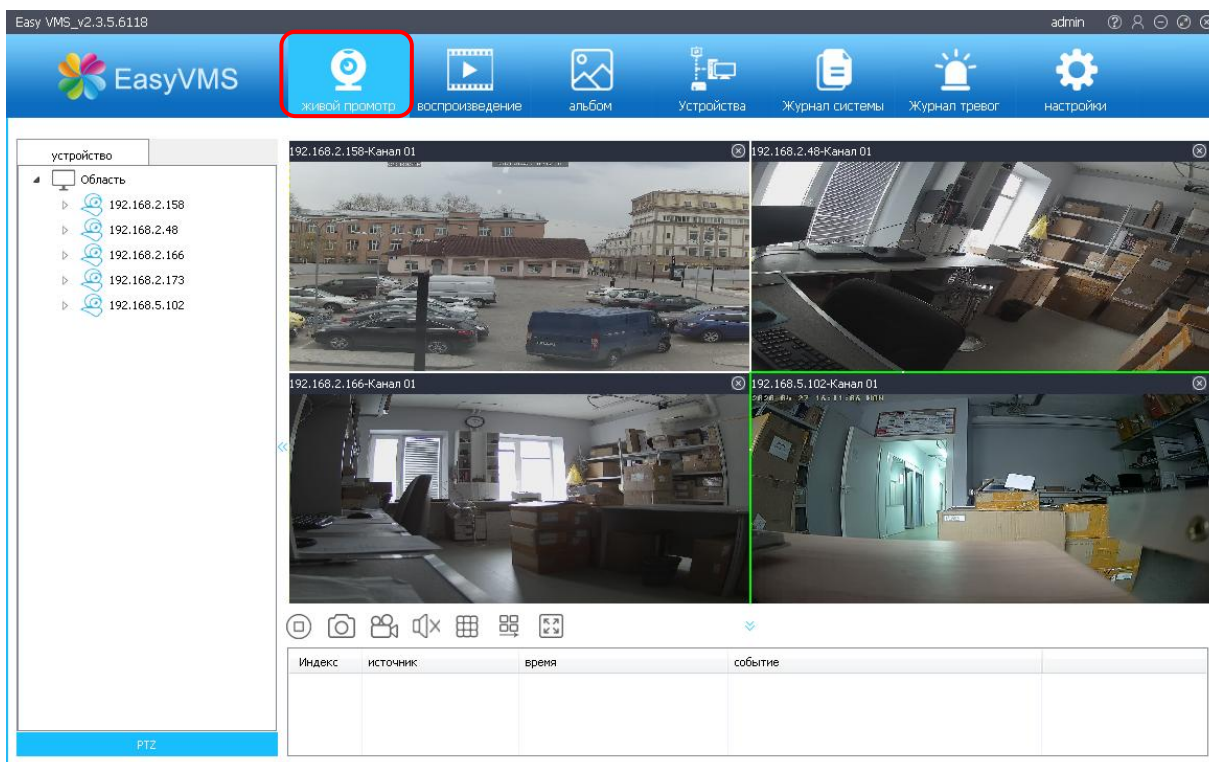 Easy VMS_v2.3.5.6118
admin
EasyVMS
живой промотр
воспроизведение
альбом
Устройства
Журнал системы
Журнал тревог
настройки
устройство
Область
192.168.2.158
192.168.2.48
192.168.2.166
192.168.2.173
192.168.5.102
PTZ
192.168.2.158-Канал 01
192.168.2.48-Канал 01
192.168.2.166-Канал 01
192.168.5.102-Канал 01
Индекс источник время событие